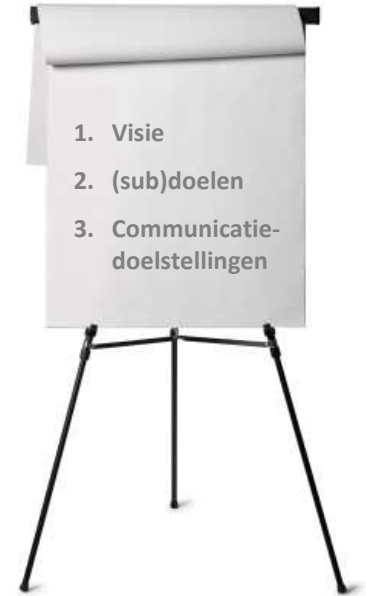 1. Visie
2. (sub)doelen
3. Communicatie-
doelstellingen